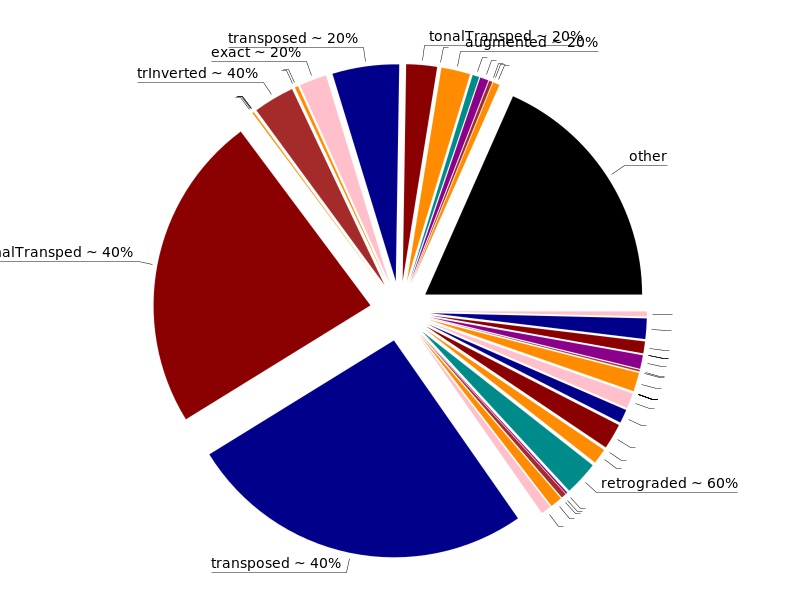 transposed ~ 20%
tonalTransped ~ 20%
augmented ~ 20%
exact ~ 20%
trInverted ~ 40%
other
nalTransped ~ 40%
retrograded ~ 60%
transposed ~ 40%